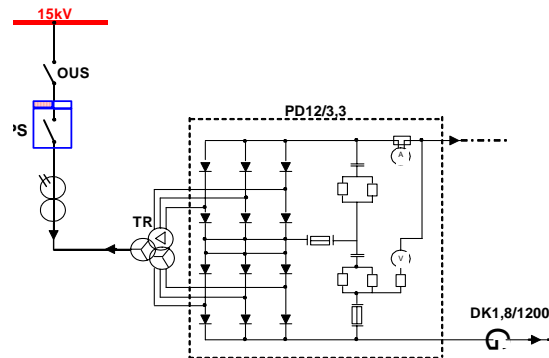 15kV
OUS
PS
PD12/3,3
A
TR
V
DK1,8/1200